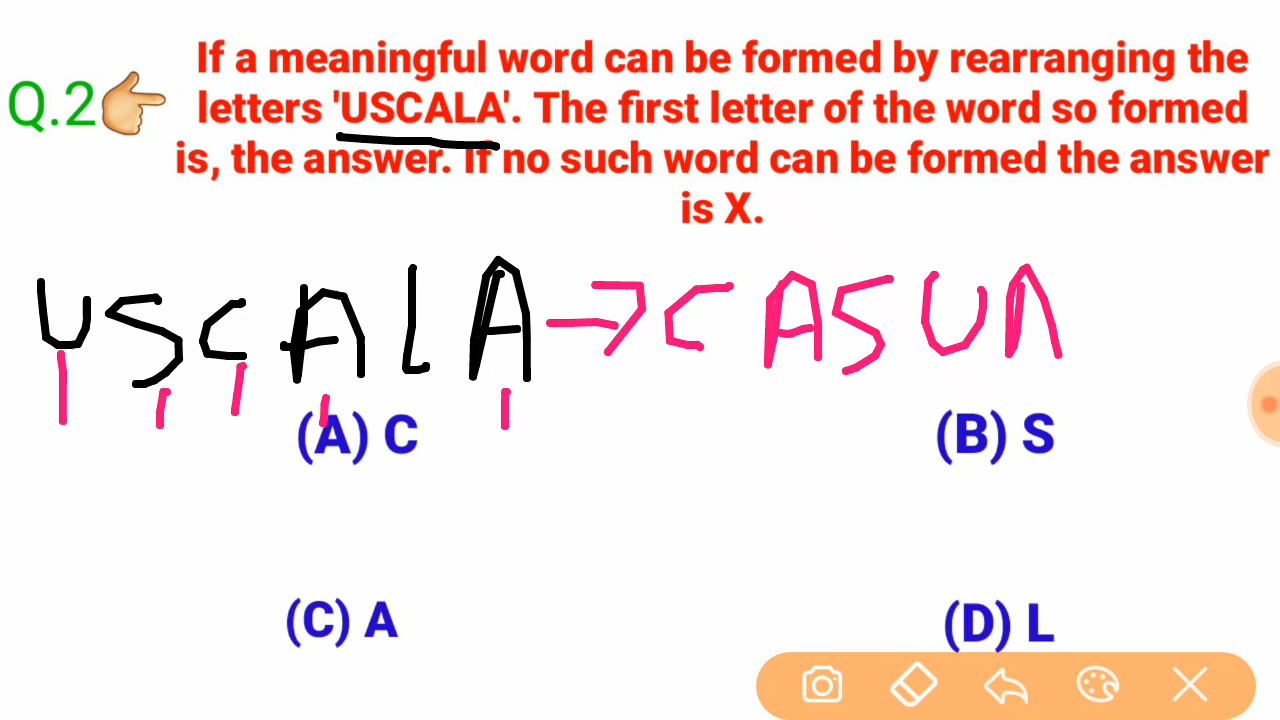 If a meaningful word can be formed by rearranging the
Q.2 letters 'USCALA'. The first letter of the word so formed
is, the answer. If no such word can be formed the answer
is X.
USCALA → CASUA
(A) C
(B) S
(C) A
(D) L